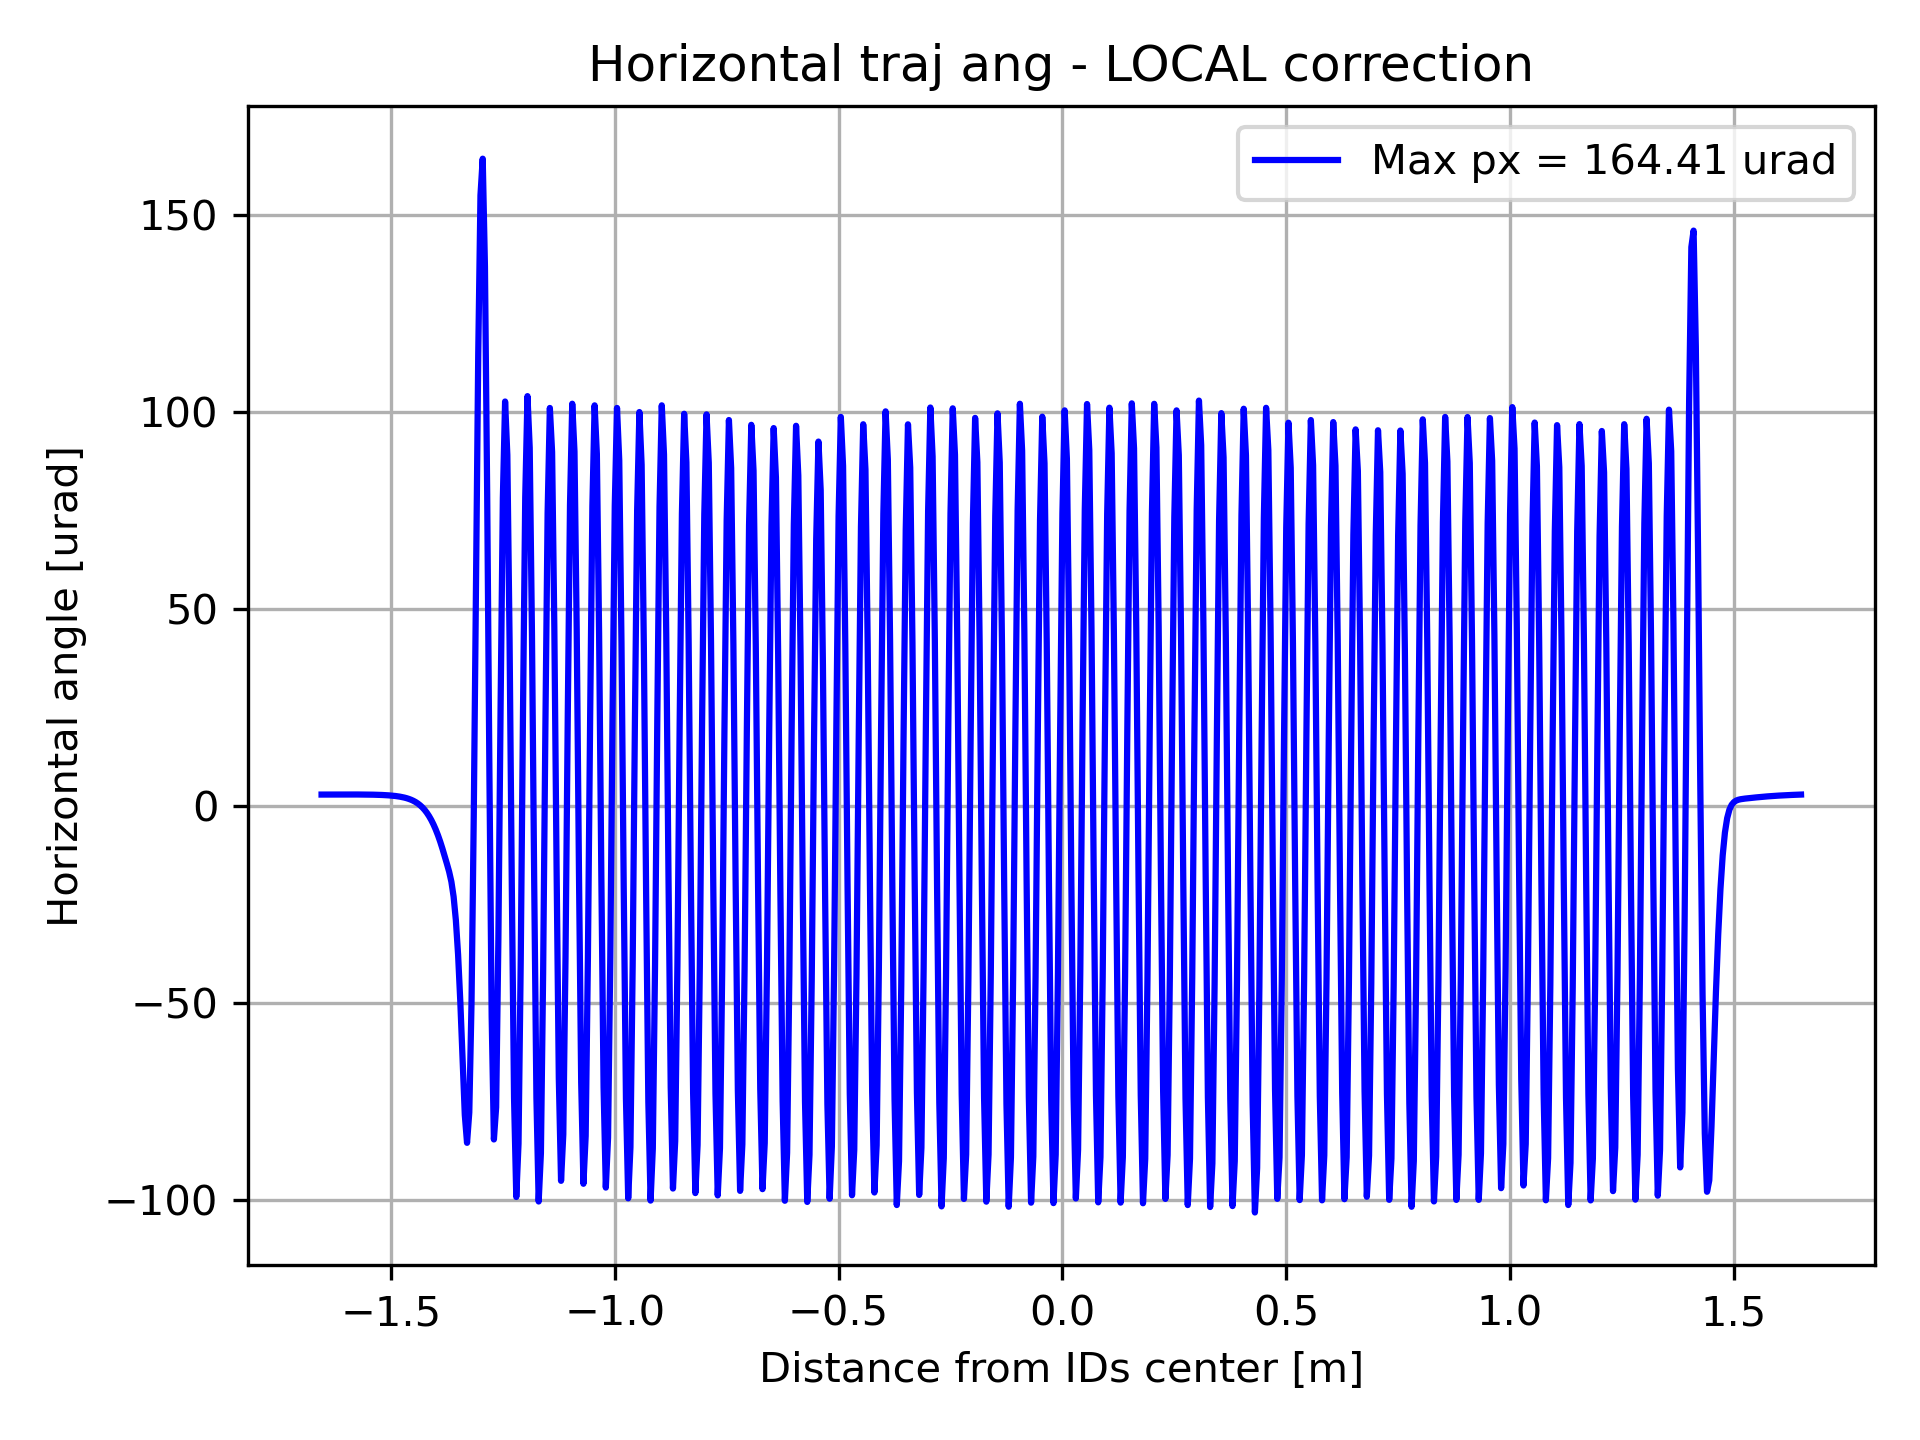 Horizontal traj ang - LOCAL correction
Max px = 164.41 urad
Horizontal angle [urad]
150
100
50
0
−50
−100
−1.5 −1.0 −0.5 0.0 0.5 1.0 1.5
Distance from IDs center [m]